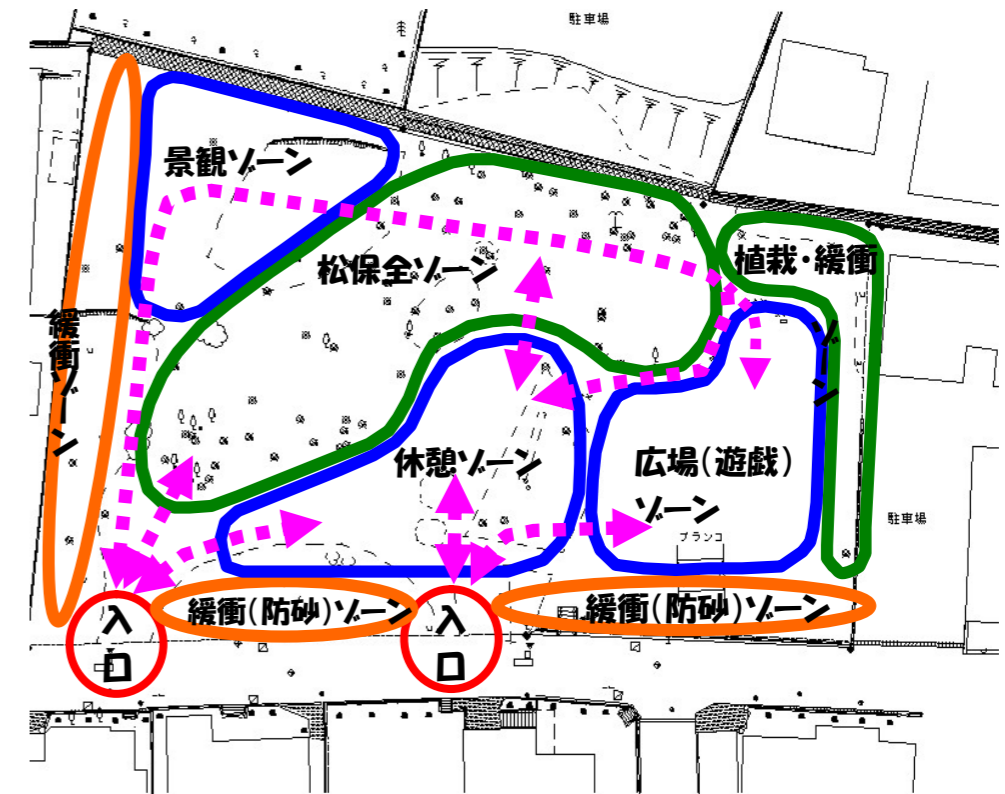 駐車場
景観ゾーン
松保全ゾーン
植栽・緩衝
ゾーン
緩衝ゾーン
休憩ゾーン
広場(遊戯)
ゾーン
ブランコ
駐車場
緩衝(防砂)ゾーン
緩衝(防砂)ゾーン
入
口
入
口